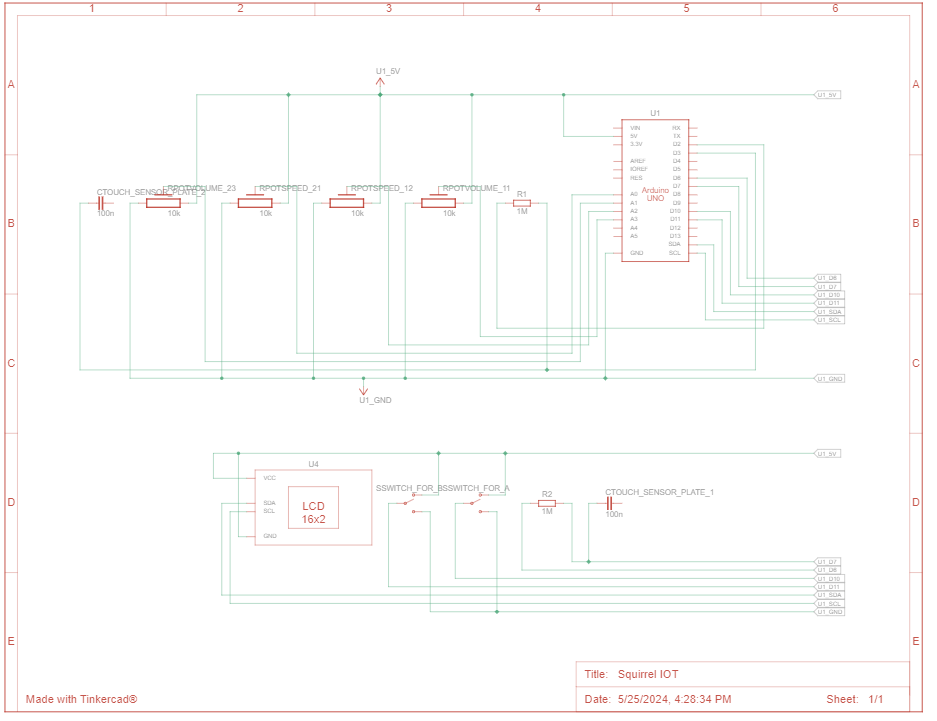 1 2 3 4 5 6
A A
B B
C C
D D
E E
U1_5V
U1_5V
U1
Arduino
UNO
VIN
5V
3.3V
AREF
IOREF
RES
A0
A1
A2
A3
A4
A5
GND
RX
TX
D2
D3
D4
D5
D6
D7
D8
D9
D10
D11
D12
D13
SDA
SCL
CTOUCH_SENSOR_PLATE_2
100n
RPOTVOLUME_23
10k
RPOTSPEED_21
10k
RPOTSPEED_12
10k
RPOTVOLUME_11
10k
R1
1M
U1_D7
U1_D10
U1_D11
U1_SDA
U1_SCL
U1_GND
U1_GND
U1_5V
U4
VCC
SDA
SCL
GND
LCD
16x2
SSWITCH_FOR_B
SSWITCH_FOR_A
R2
1M
CTOUCH_SENSOR_PLATE_1
100n
U1_D7
U1_D10
U1_D11
U1_SDA
U1_SCL
U1_GND
Title: Squirrel IOT
Made with Tinkercad®
Date: 5/25/2024, 4:28:34 PM Sheet: 1/1